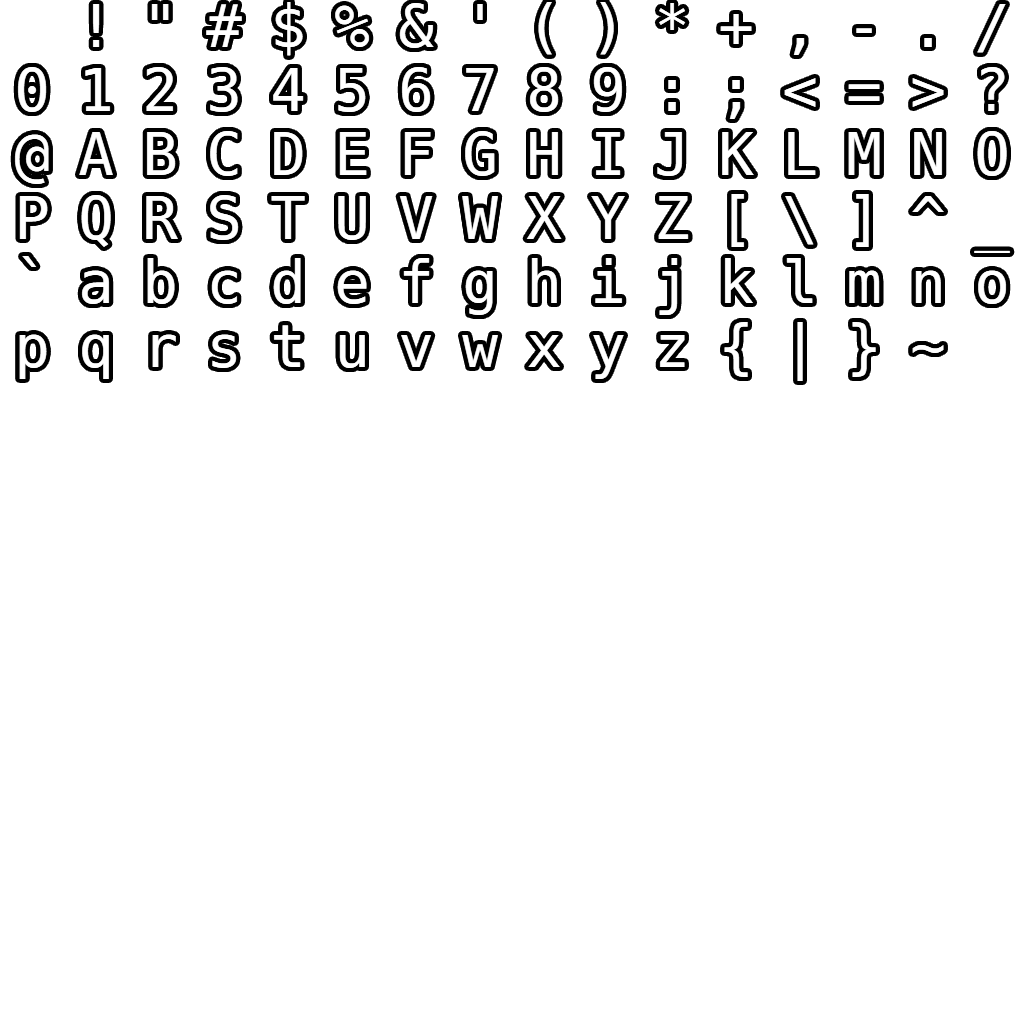 ! " # $ % & ' ( ) * + , - . /
0 1 2 3 4 5 6 7 8 9 : ; < = > ?
@ A B C D E F G H I J K L M N O
P Q R S T U V W X Y Z [ \ ] ^ _
` a b c d e f g h i j k l m n o
p q r s t u v w x y z { | } ~